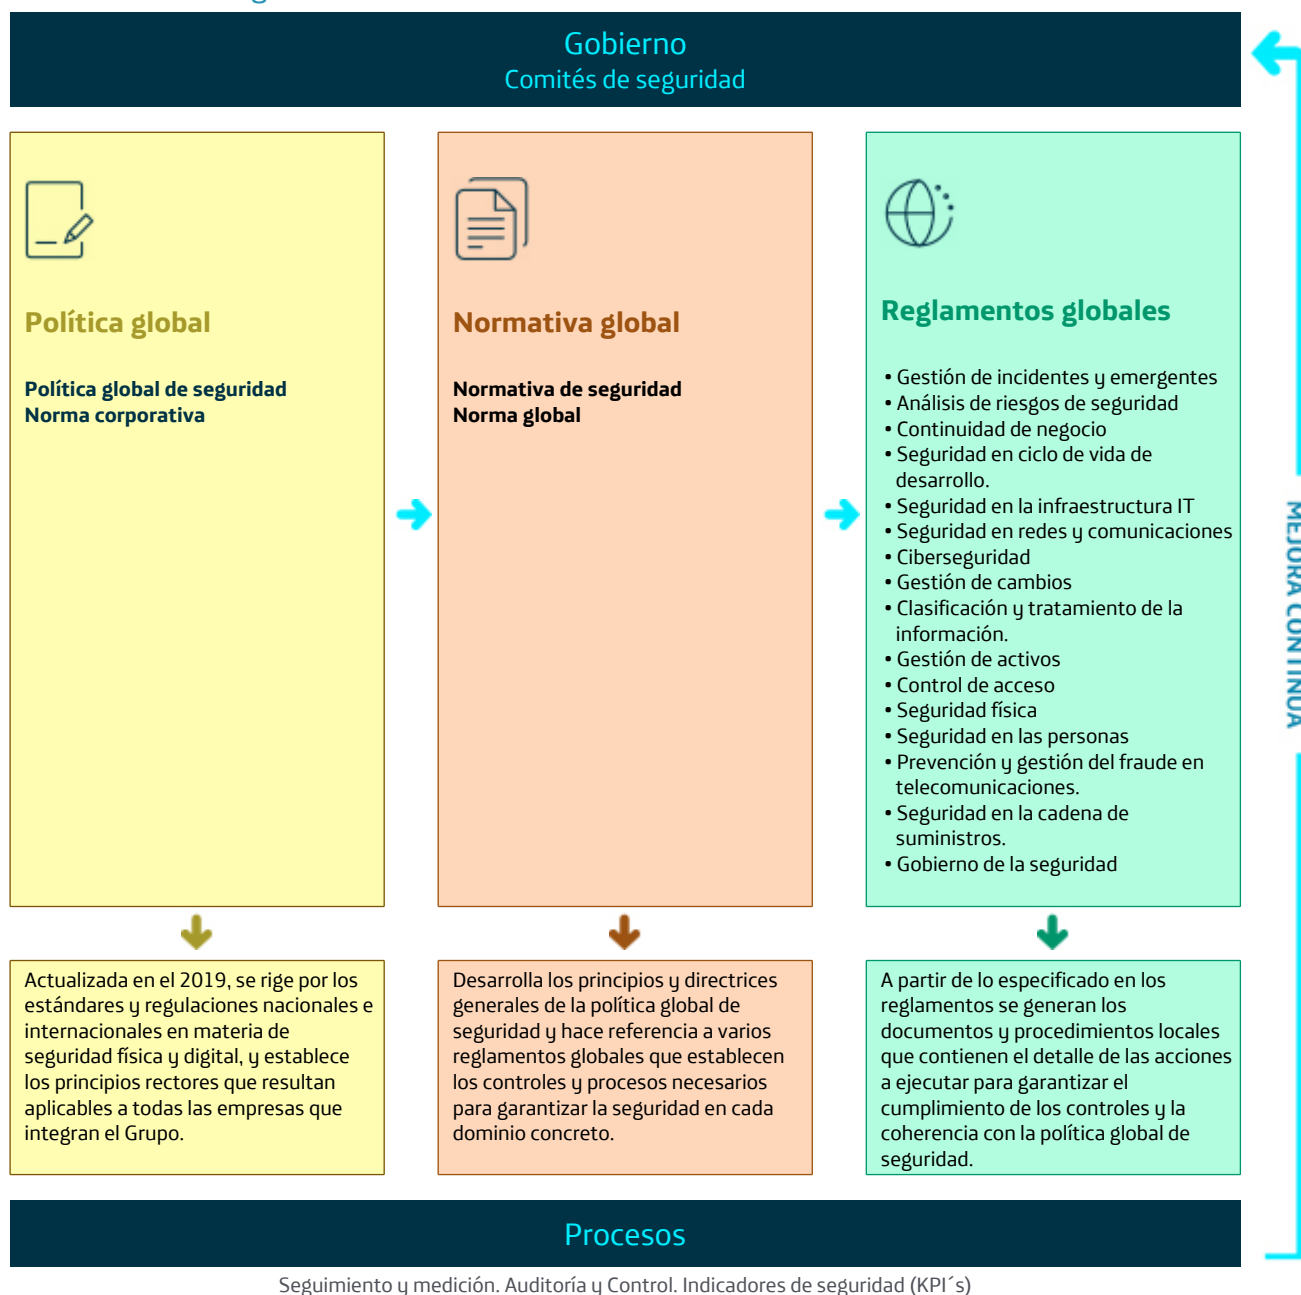 Gobierno
Comités de seguridad
Política global
Política global de seguridad
Norma corporativa
Normativa global
Normativa de seguridad
Norma global
Reglamentos globales
• Gestión de incidentes y emergentes
• Análisis de riesgos de seguridad
• Continuidad de negocio
• Seguridad en ciclo de vida de
desarrollo.
• Seguridad en la infraestructura IT
• Seguridad en redes y comunicaciones
• Ciberseguridad
• Gestión de cambios
• Clasificación y tratamiento de la
información.
• Gestión de activos
• Control de acceso
• Seguridad física
• Seguridad en las personas
• Prevención y gestión del fraude en
telecomunicaciones.
• Seguridad en la cadena de
suministros.
• Gobierno de la seguridad
Actualizada en el 2019, se rige por los
estándares y regulaciones nacionales e
internacionales en materia de
seguridad física y digital, y establece
los principios rectores que resultan
aplicables a todas las empresas que
integran el Grupo.
Desarrolla los principios y directrices
generales de la política global de
seguridad y hace referencia a varios
reglamentos globales que establecen
los controles y procesos necesarios
para garantizar la seguridad en cada
dominio concreto.
A partir de lo especificado en los
reglamentos se generan los
documentos y procedimientos locales
que contienen el detalle de las acciones
a ejecutar para garantizar el
cumplimiento de los controles y la
coherencia con la política global de
seguridad.
MEJORA CONTINUA
Procesos
Seguimiento y medición. Auditoría y Control. Indicadores de seguridad (KPI´s)